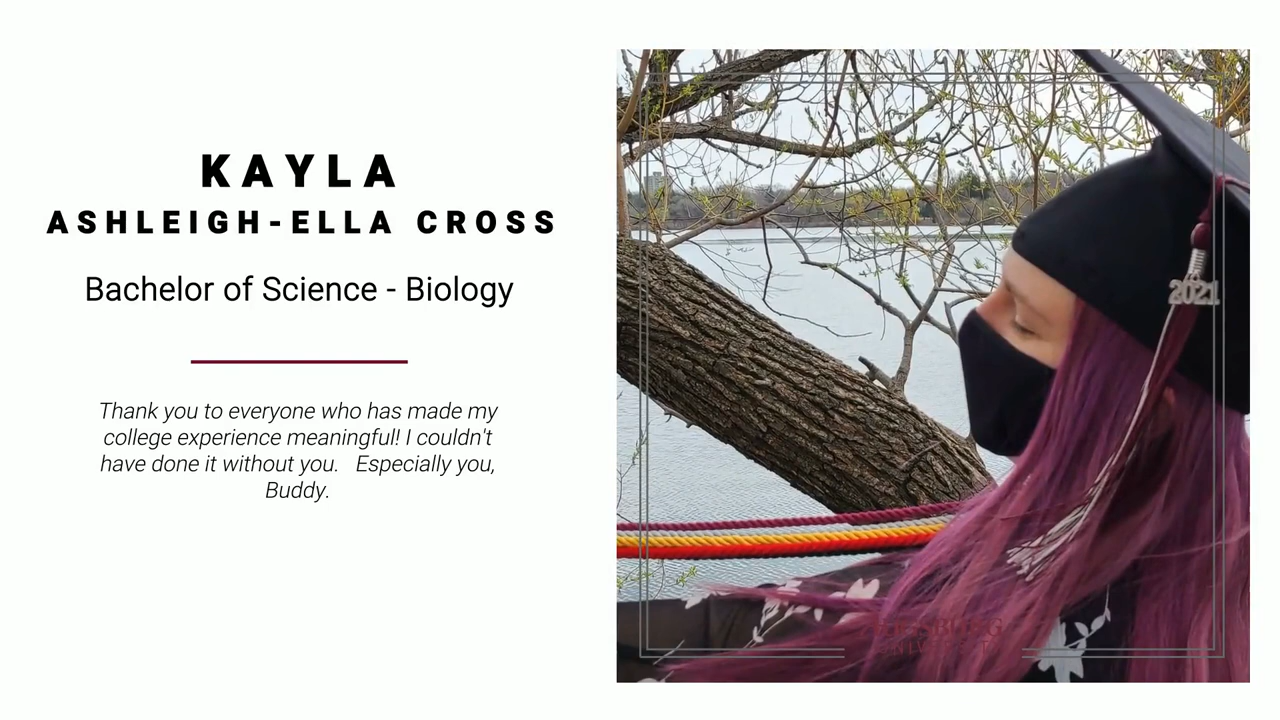 KAYLA
ASHLEIGH-ELLA CROSS
Bachelor of Science - Biology
Thank you to everyone who has made my
college experience meaningful! I couldn't
have done it without you. Especially you,
Buddy.
2021
UNIVERSITY